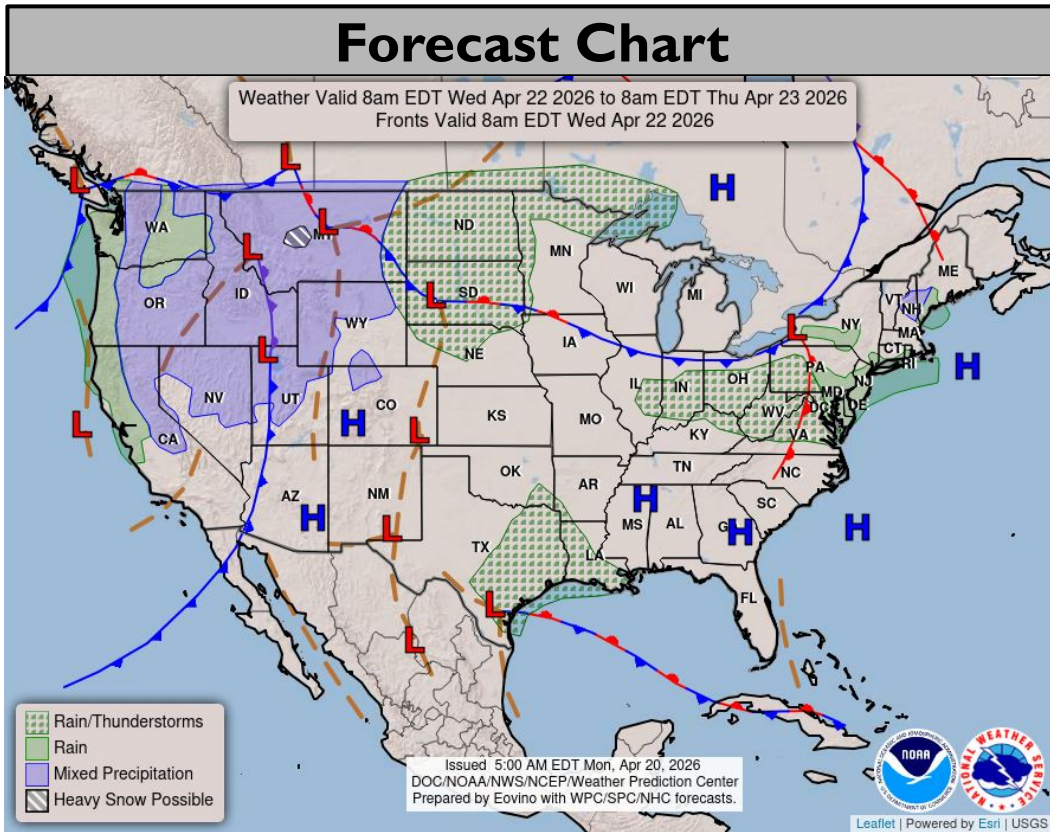 Forecast Chart
Weather Valid 8am EDT Wed Apr 22 2026 to 8am EDT Thu Apr 23 2026
Fronts Valid 8am EDT Wed Apr 22 2026
H
L
L
L
WA
MT
ND
MN
ME
L
ID
OR
SD
L
WI
MI
VT
NH
NY
L
MA
CT
RI
WY
NE
IA
L
PA
H
NJ
NV
UT
CO
IL
IN
OH
MD
DC
DE
WV
VA
H
KS
MO
KY
L
L
CA
NC
TN
OK
AR
AZ
NM
SC
H
H
MS
AL
GA
H
H
L
TX
LA
L
FL
L
Rain/Thunderstorms
Rain
Mixed Precipitation
Heavy Snow Possible
Issued 5:00 AM EDT Mon, Apr 20, 2026
DOC/NOAA/NWS/NCEP/Weather Prediction Center
Prepared by Eovino with WPC/SPC/NHC forecasts.
NOAA
NATIONAL WEATHER SERVICE
Leaflet | Powered by Esri | USGS